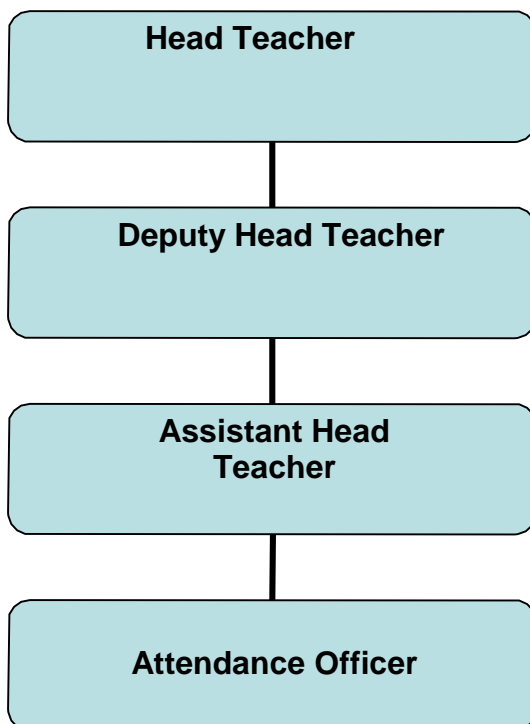 Head Teacher
Deputy Head Teacher
Assistant Head
Teacher
Attendance Officer